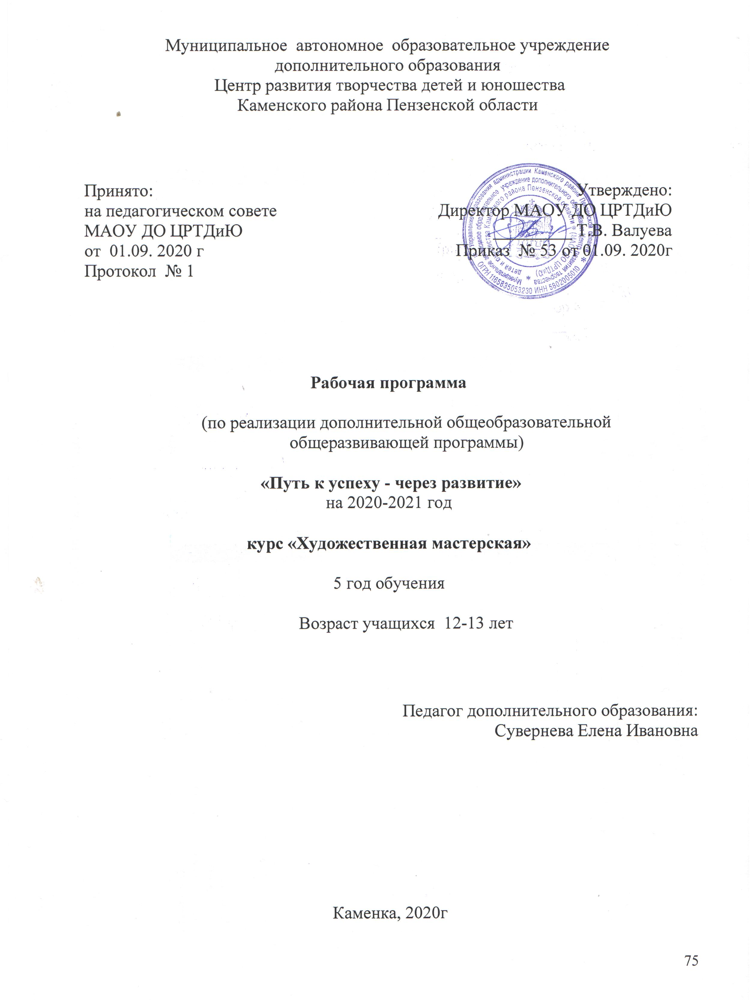 Муниципальное автономное образовательное учреждение
дополнительного образования
Центр развития творчества детей и юношества
Каменского района Пензенской области
Принято:
на педагогическом совете
МАОУ ДО ЦРТДиЮ
от 01.09. 2020 г
Протокол № 1
Утверждено:
Директор МАОУ ДО ЦРТДиЮ
Т.В. Валуева
Приказ № 53 от 01.09. 2020г
Управление образования администрации Каменского района Пензенской области
ОГРН 1165835053230 ИНН 5802005010
Муниципальное автономное образовательное учреждение дополнительного образования Центр развития творчества
детей и юношества Каменского района Пензенской области * (МАОУ ДО ЦРТДиЮ)
Рабочая программа
(по реализации дополнительной общеобразовательной
общеразвивающей программы)
«Путь к успеху - через развитие»
на 2020-2021 год
курс «Художественная мастерская»
5 год обучения
Возраст учащихся 12-13 лет
Педагог дополнительного образования:
Сувернева Елена Ивановна
Каменка, 2020г
75